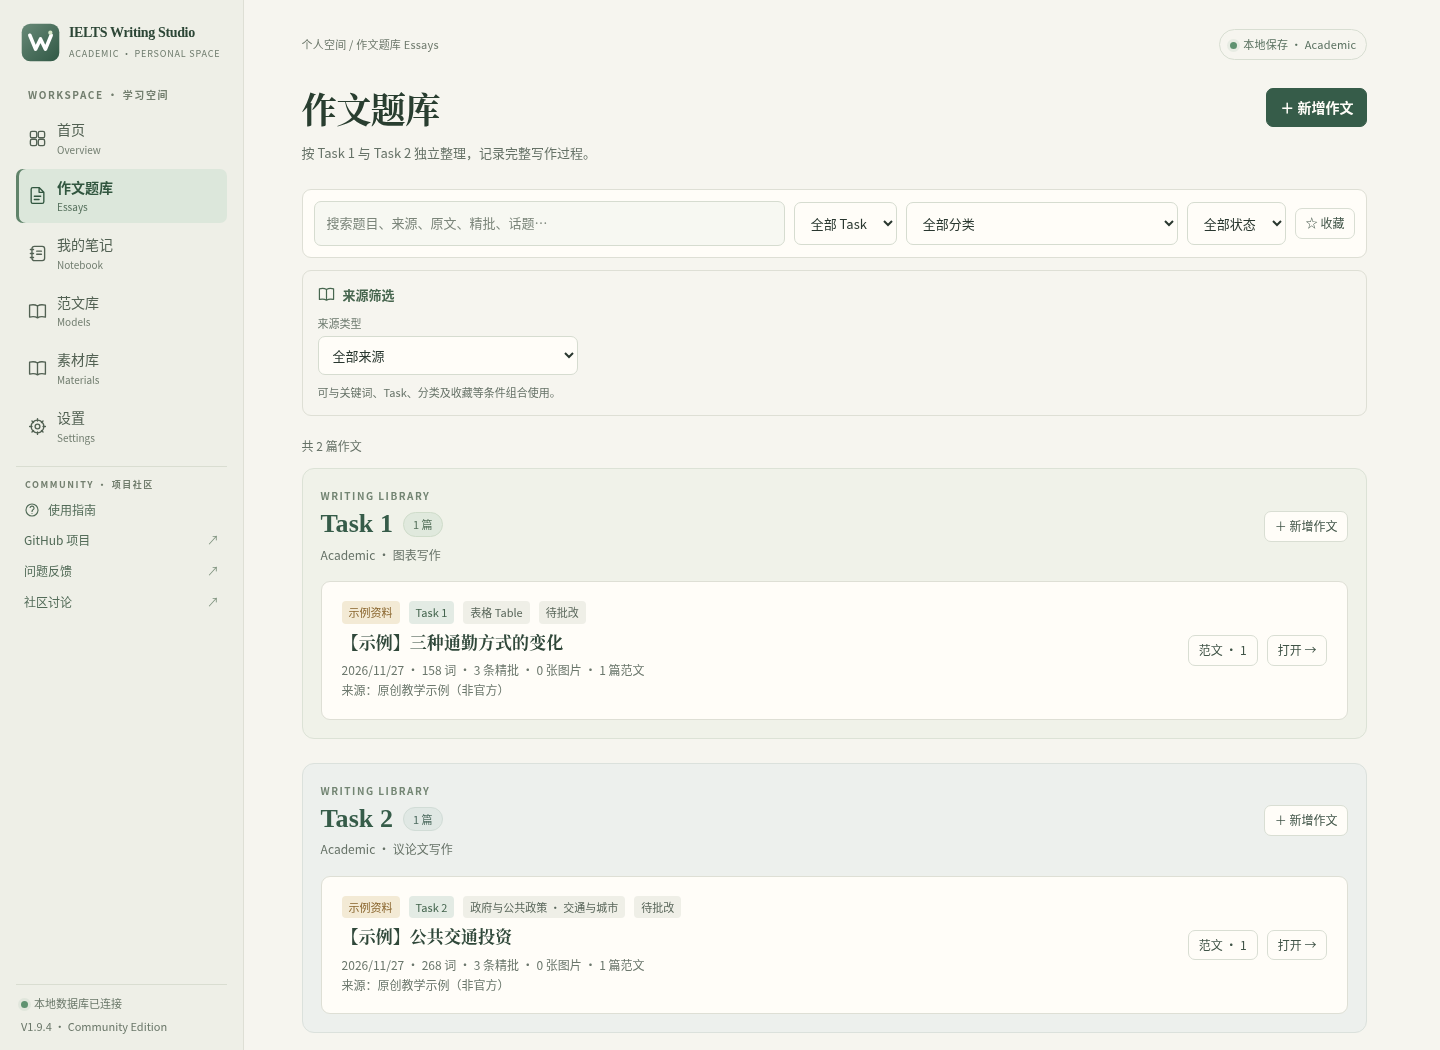 IELTS Writing Studio
ACADEMIC · PERSONAL SPACE
WORKSPACE · 学习空间
首页
Overview
作文题库
Essays
我的笔记
Notebook
范文库
Models
素材库
Materials
设置
Settings
COMMUNITY · 项目社区
使用指南
GitHub 项目 ↗
问题反馈 ↗
社区讨论 ↗
本地数据库已连接
V1.9.4 · Community Edition
个人空间 / 作文题库 Essays
本地保存 · Academic
作文题库
＋ 新增作文
按 Task 1 与 Task 2 独立整理，记录完整写作过程。
搜索题目、来源、原文、精批、话题…
全部 Task
全部分类
全部状态
☆ 收藏
来源筛选
来源类型
全部来源
可与关键词、Task、分类及收藏等条件组合使用。
共 2 篇作文
WRITING LIBRARY
Task 1 1 篇
＋ 新增作文
Academic · 图表写作
示例资料 Task 1 表格 Table 待批改
【示例】三种通勤方式的变化
2026/11/27 · 158 词 · 3 条精批 · 0 张图片 · 1 篇范文
来源：原创教学示例（非官方）
范文 · 1
打开 →
WRITING LIBRARY
Task 2 1 篇
＋ 新增作文
Academic · 议论文写作
示例资料 Task 2 政府与公共政策 · 交通与城市 待批改
【示例】公共交通投资
2026/11/27 · 268 词 · 3 条精批 · 0 张图片 · 1 篇范文
来源：原创教学示例（非官方）
范文 · 1
打开 →